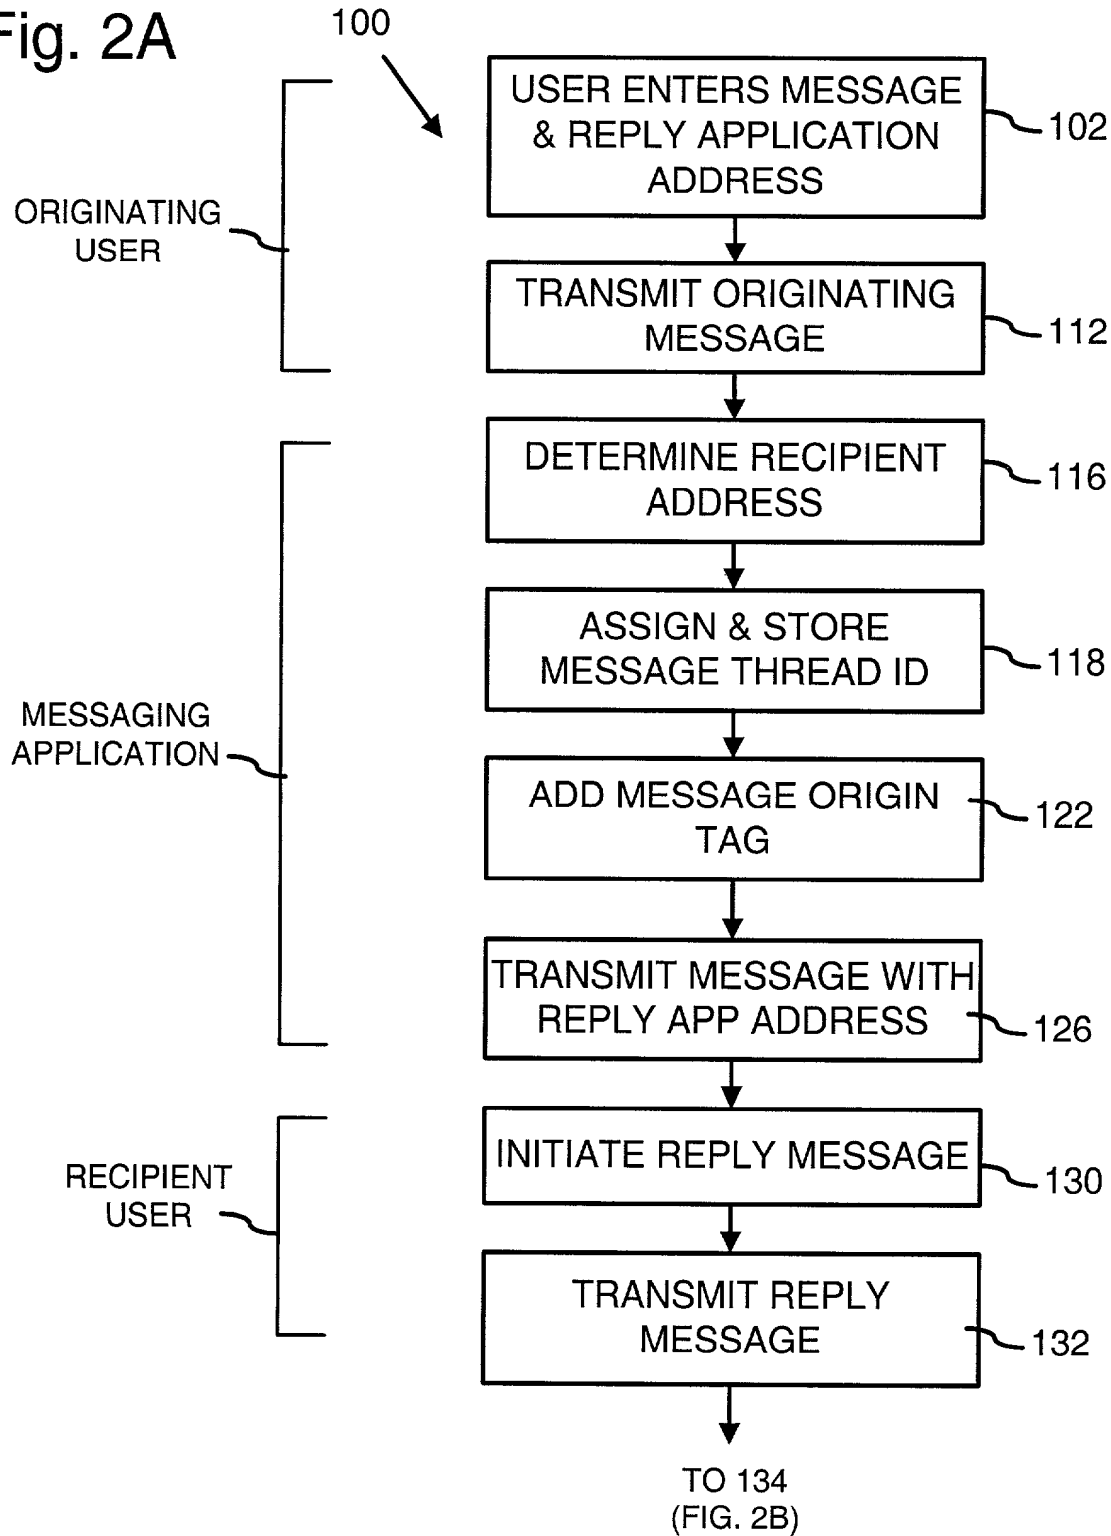 Fig. 2A
100
USER ENTERS MESSAGE
& REPLY APPLICATION
ADDRESS
102
ORIGINATING
USER
TRANSMIT ORIGINATING
MESSAGE
112
DETERMINE RECIPIENT
ADDRESS
116
ASSIGN & STORE
MESSAGE THREAD ID
118
MESSAGING
APPLICATION
ADD MESSAGE ORIGIN
TAG
122
TRANSMIT MESSAGE WITH
REPLY APP ADDRESS
126
INITIATE REPLY MESSAGE
130
RECIPIENT
USER
TRANSMIT REPLY
MESSAGE
132
TO 134
(FIG. 2B)